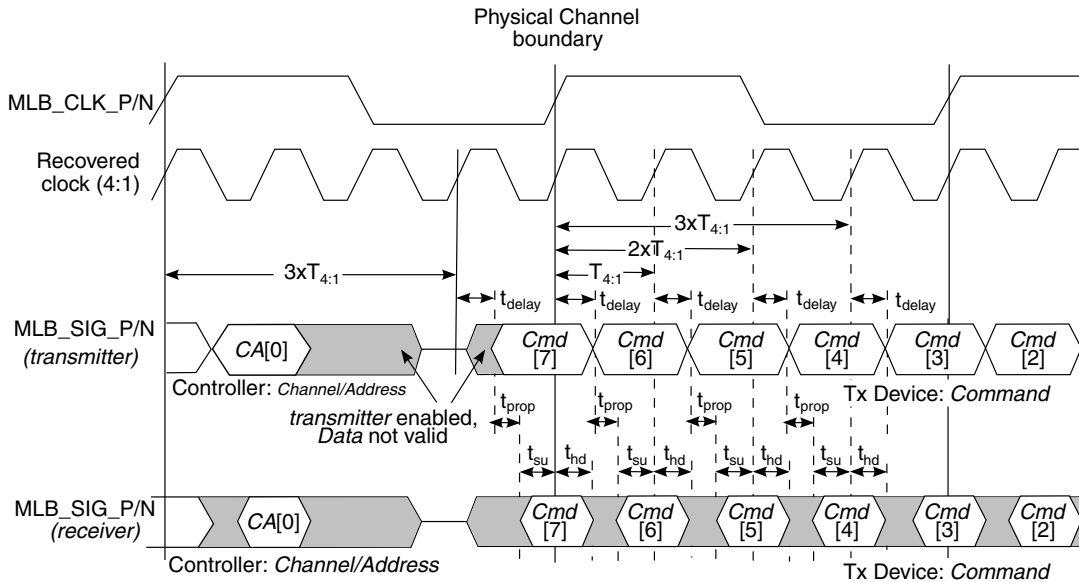 Physical Channel
boundary
MLB_CLK_P/N
Recovered
clock (4:1)
3xT4:1
2xT4:1
3xT4:1
T4:1
tdelay
tdelay
tdelay
tdelay
tdelay
MLB_SIG_P/N
(transmitter)
CA[0]
Cmd
[7]
Cmd
[6]
Cmd
[5]
Cmd
[4]
Cmd
[3]
Cmd
[2]
Controller: Channel/Address
Tx Device: Command
transmitter enabled,
Data not valid
tprop
tprop
tprop
tprop
tsu
thd
tsu
thd
tsu
thd
tsu
thd
MLB_SIG_P/N
(receiver)
CA[0]
Cmd
[7]
Cmd
[6]
Cmd
[5]
Cmd
[4]
Cmd
[3]
Cmd
[2]
Controller: Channel/Address
Tx Device: Command